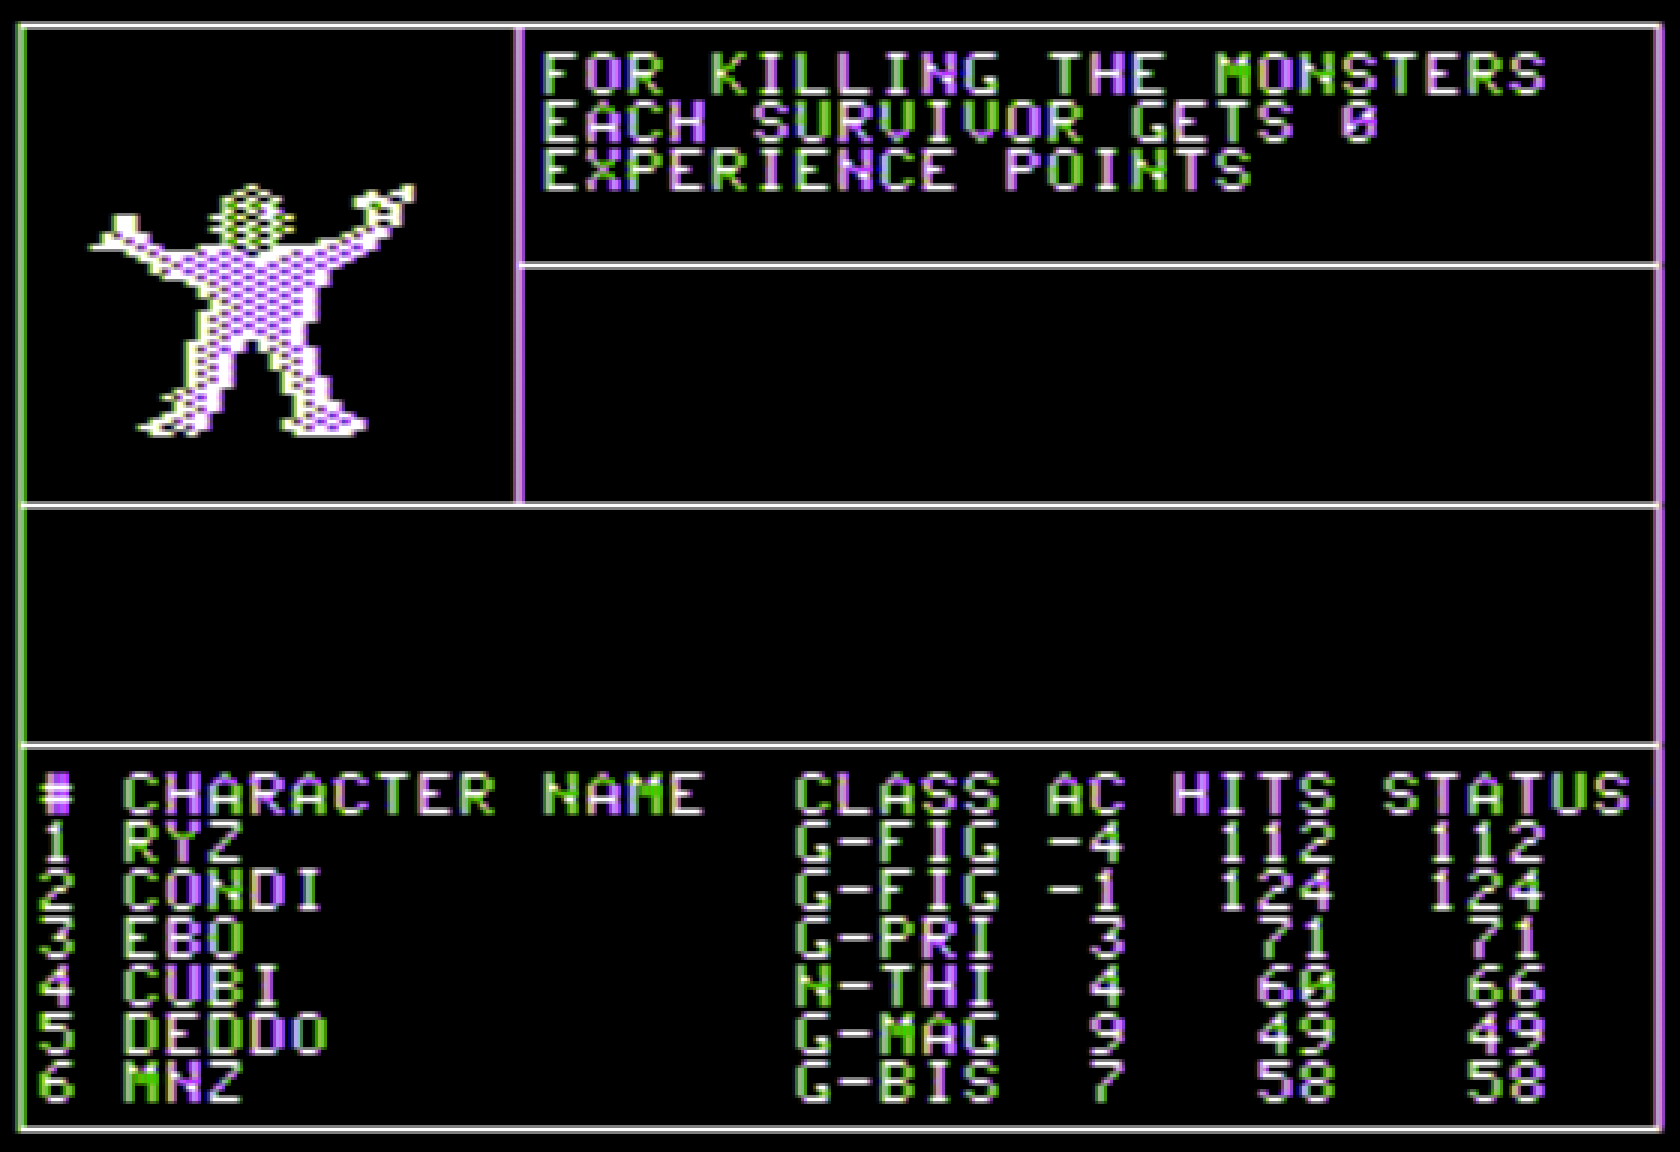 FOR KILLING THE MONSTERS
EACH SURVIVOR GETS 0
EXPERIENCE POINTS
# CHARACTER NAME CLASS AC HITS STATUS
1 RYZ G-FIG -4 112 112
2 CONDI G-FIG -1 124 124
3 EBO G-PRI 3 71 71
4 CUBI N-THI 4 60 66
5 DEDDO G-MAG 9 49 49
6 MNZ G-BIS 7 58 58